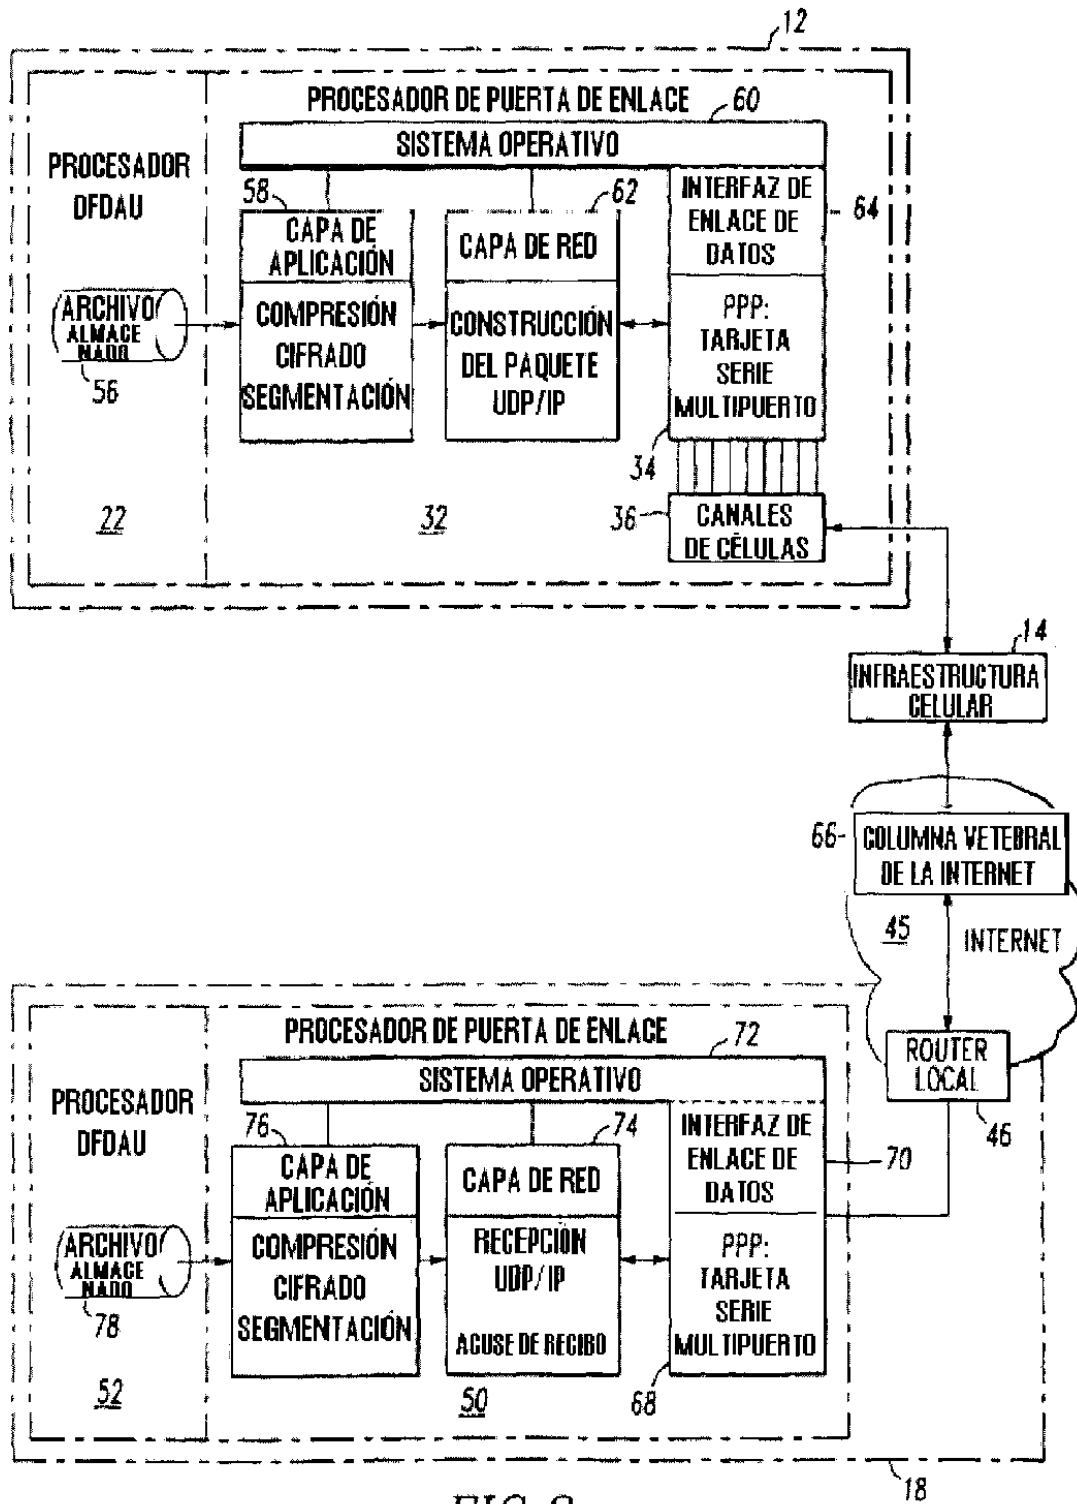 12
PROCESADOR DE PUERTA DE ENLACE
60
SISTEMA OPERATIVO
PROCESADOR
DFDAU
58
62
INTERFAZ DE
ENLACE DE
DATOS
64
CAPA DE
APLICACIÓN
CAPA DE RED
ARCHIVO
ALMACE
NADO
56
COMPRESIÓN
CIFRADO
SEGMENTACIÓN
CONSTRUCCIÓN
DEL PAQUETE
UDP/IP
PPP:
TARJETA
SERIE
MULTIPUERTO
34
22
32
36
CANALES
DE CÉLULAS
14
INFRAESTRUCTURA
CELULAR
66
COLUMNA VETEBRAL
DE LA INTERNET
45
INTERNET
PROCESADOR DE PUERTA DE ENLACE
72
SISTEMA OPERATIVO
ROUTER
LOCAL
46
PROCESADOR
DFDAU
76
74
INTERFAZ DE
ENLACE DE
DATOS
70
CAPA DE
APLICACIÓN
CAPA DE RED
ARCHIVO
ALMACE
NADO
78
COMPRESIÓN
CIFRADO
SEGMENTACIÓN
RECEPCIÓN
UDP/IP
ACUSE DE RECIBO
PPP:
TARJETA
SERIE
MULTIPUERTO
68
52
50
18